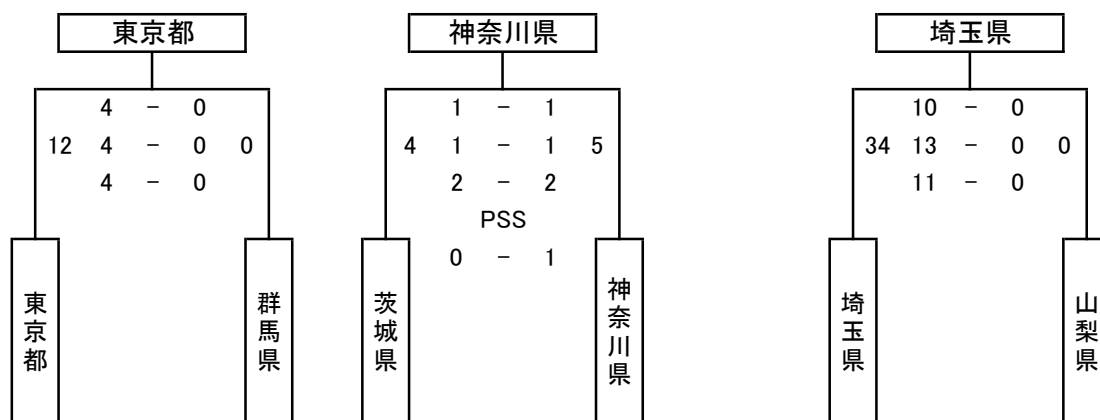 東京都 神奈川県 埼玉県
4 - 0 1 - 1 10 - 0
12 4 - 0 0 4 1 - 1 5 34 13 - 0 0
4 - 0 2 - 2 11 - 0
PSS
0 - 1
東京都 群馬県 茨城県 神奈川県 埼玉県 山梨県